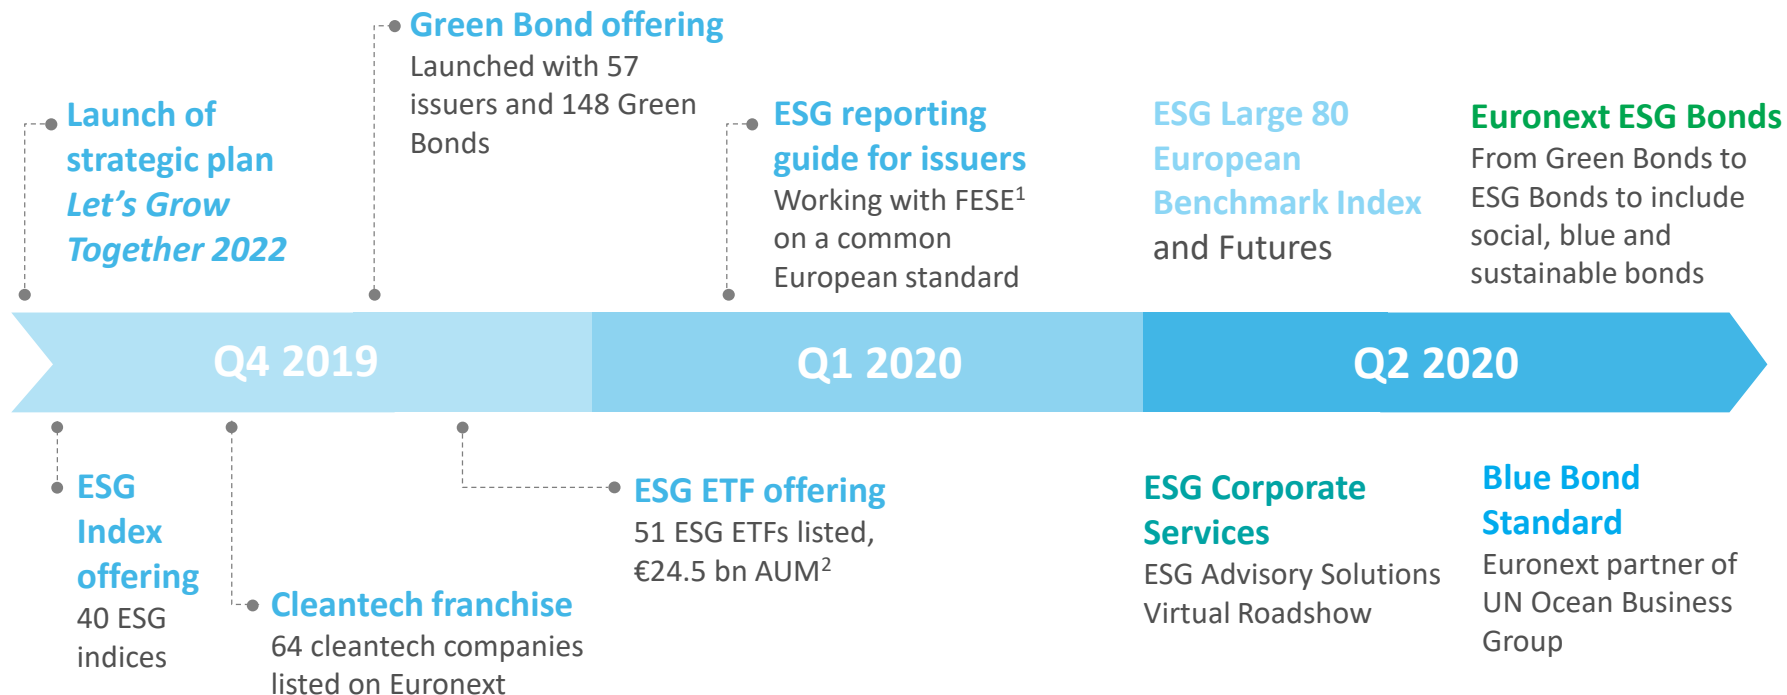 Green Bond offering
Launched with 57
issuers and 148 Green
Bonds
Launch of
strategic plan
Let's Grow
Together 2022
ESG reporting
guide for issuers
Working with FESE1
on a common
European standard
ESG Large 80
European
Benchmark Index
and Futures
Euronext ESG Bonds
From Green Bonds to
ESG Bonds to include
social, blue and
sustainable bonds
Q4 2019
Q1 2020
Q2 2020
ESG
Index
offering
40 ESG
indices
Cleantech franchise
64 cleantech companies
listed on Euronext
ESG ETF offering
51 ESG ETFs listed,
€24.5 bn AUM2
ESG Corporate
Services
ESG Advisory Solutions
Virtual Roadshow
Blue Bond
Standard
Euronext partner of
UN Ocean Business
Group